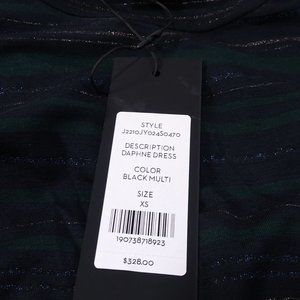 STYLE
J2210JY024S0470
DESCRIPTION
DAPHNE DRESS
COLOR
BLACK MULTI
SIZE
XS
190738718923
$328.00